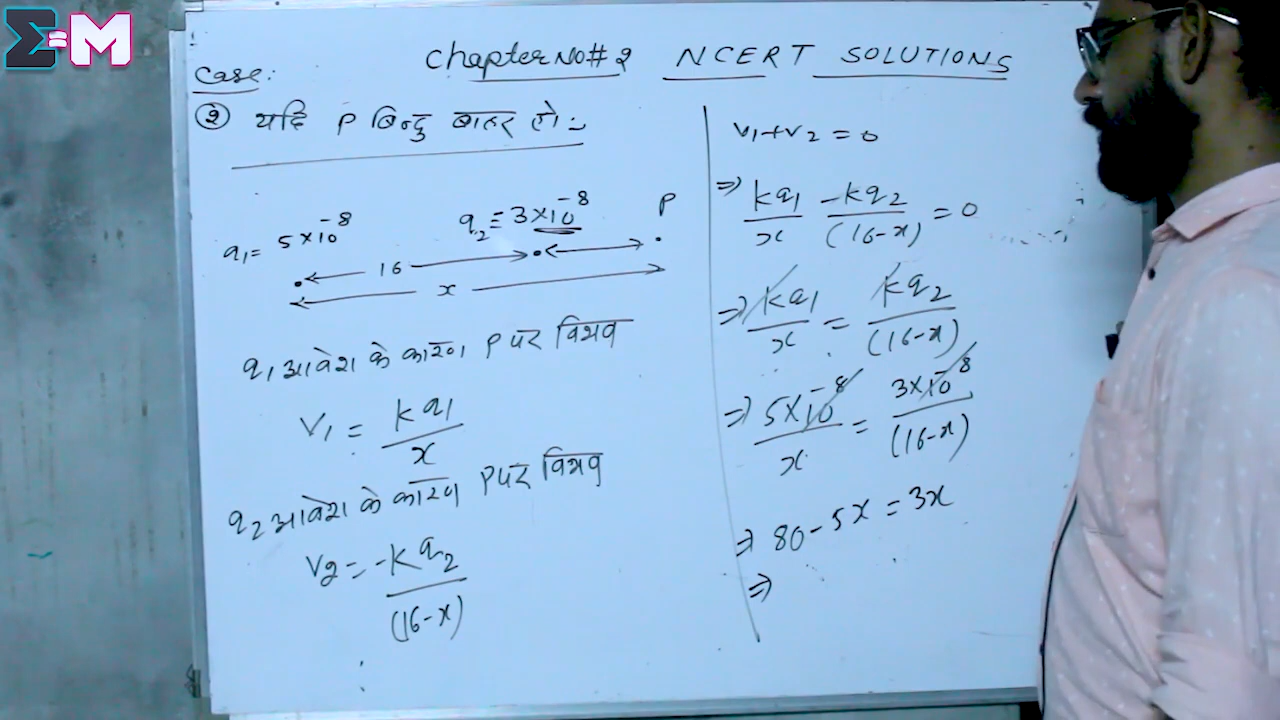 Σ=M
Chapter No# 2 NCERT SOLUTIONS
Case:
② यदि P बिन्दु बाहर हो :-
q₁ = 5×10⁻⁸
q₂ = 3×10⁻⁸
P
16
x
q₁ आवेश के कारण P पर विभव
V₁ = kq₁/x
q₂ आवेश के कारण P पर विभव
V₂ = -kq₂/(16-x)
V₁+V₂ = 0
⇒ kq₁/x -kq₂/(16-x) = 0
⇒ kq₁/x = kq₂/(16-x)
⇒ 5×10⁻⁸/x = 3×10⁻⁸/(16-x)
⇒ 80-5x = 3x
⇒